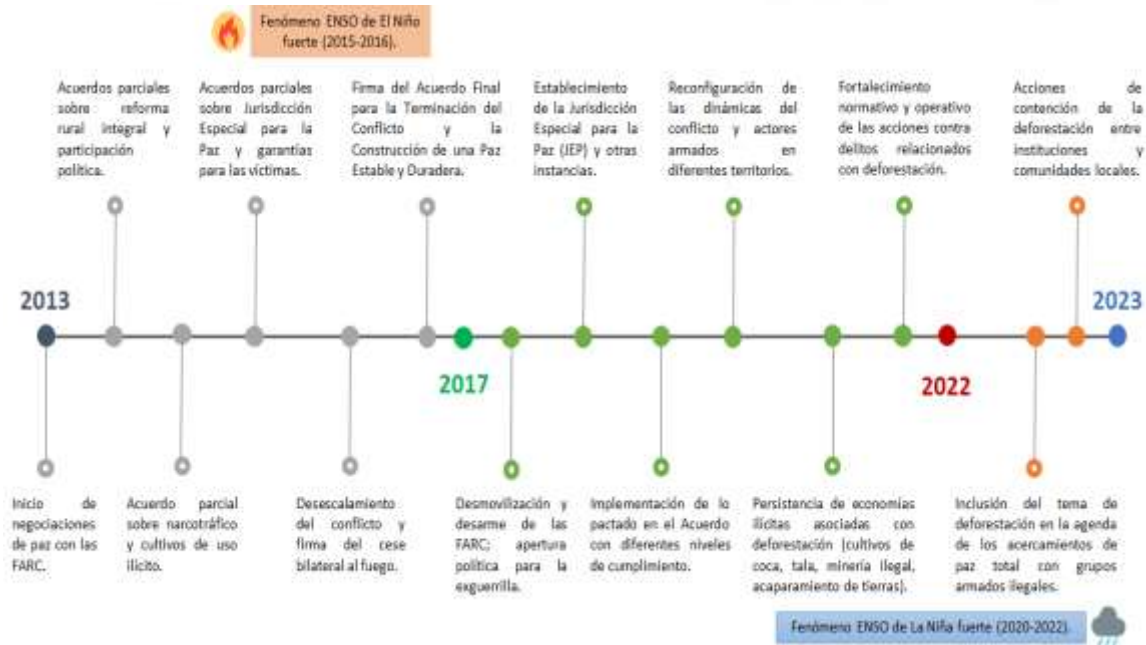 Fenómeno ENSO de El Niño
fuerte (2015-2016).
Acuerdos parciales
sobre reforma
rural integral y
participación
política.
Acuerdos parciales
sobre Jurisdicción
Especial para la
Paz y garantías
para las víctimas.
Firma del Acuerdo Final
para la Terminación del
Conflicto y la
Construcción de una Paz
Estable y Duradera.
Establecimiento
de la Jurisdicción
Especial para la
Paz (JEP) y otras
instancias.
Reconfiguración de
las dinámicas del
conflicto y actores
armados en
diferentes territorios.
Fortalecimiento
normativo y operativo
de las acciones contra
delitos relacionados
con deforestación.
Acciones de
contención de la
deforestación entre
instituciones y
comunidades locales.
2013
2017
2022
2023
Inicio de
negociaciones
de paz con las
FARC.
Acuerdo parcial
sobre narcotráfico
y cultivos de uso
ilícito.
Desescalamiento
del conflicto y
firma del cese
bilateral al fuego.
Desmovilización y
desarme de las
FARC; apertura
política para la
exguerrilla.
Implementación de lo
pactado en el Acuerdo
con diferentes niveles
de cumplimiento.
Persistencia de economías
ilícitas asociadas con
deforestación (cultivos de
coca, tala, minería ilegal,
acaparamiento de tierras).
Inclusión del tema de
deforestación en la agenda
de los acercamientos de
paz total con grupos
armados ilegales.
Fenómeno ENSO de La Niña fuerte (2020-2022).